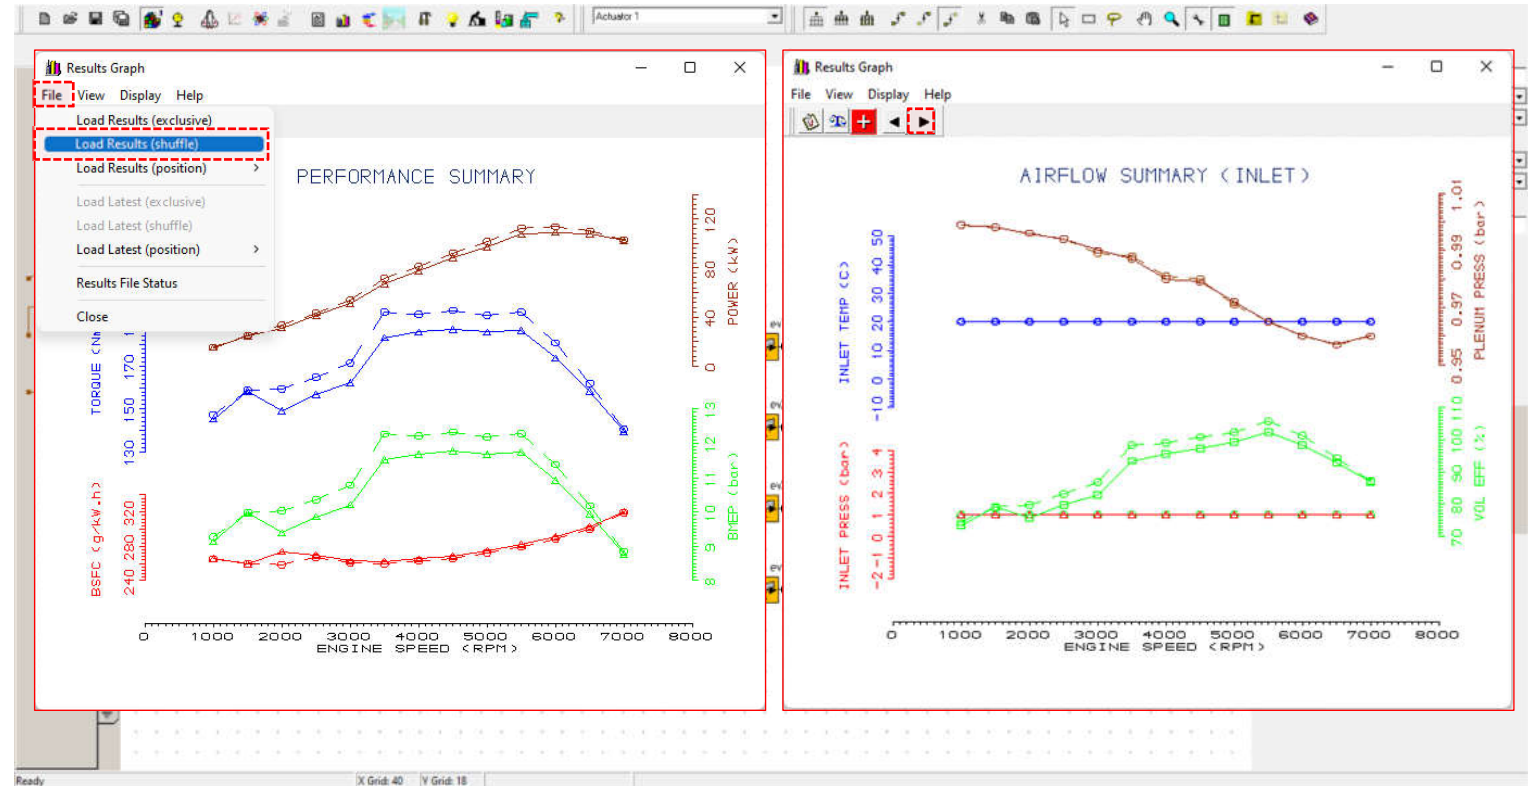 Actuator 1
Results Graph
File View Display Help
Load Results (exclusive)
Load Results (shuffle)
Load Results (position) >
Load Latest (exclusive)
Load Latest (shuffle)
Load Latest (position) >
Results File Status
Close
PERFORMANCE SUMMARY
POWER (kW)
0 40 80 120
TORQUE (Nm
130 150 170
BMEP (bar)
8 9 10 11 12 13
BSFC (g/kW.h)
240 280 320
0 1000 2000 3000 4000 5000 6000 7000 8000
ENGINE SPEED (RPM)
Results Graph
File View Display Help
AIRFLOW SUMMARY (INLET)
INLET TEMP (C)
-10 0 10 20 30 40 50
PLENUM PRESS (bar)
0.95 0.97 0.99 1.01
INLET PRESS (bar)
-2 -1 0 1 2 3 4
VOL EFF (%)
70 80 90 100 110
0 1000 2000 3000 4000 5000 6000 7000 8000
ENGINE SPEED (RPM)
Ready
X Grid: 40
Y Grid: 18